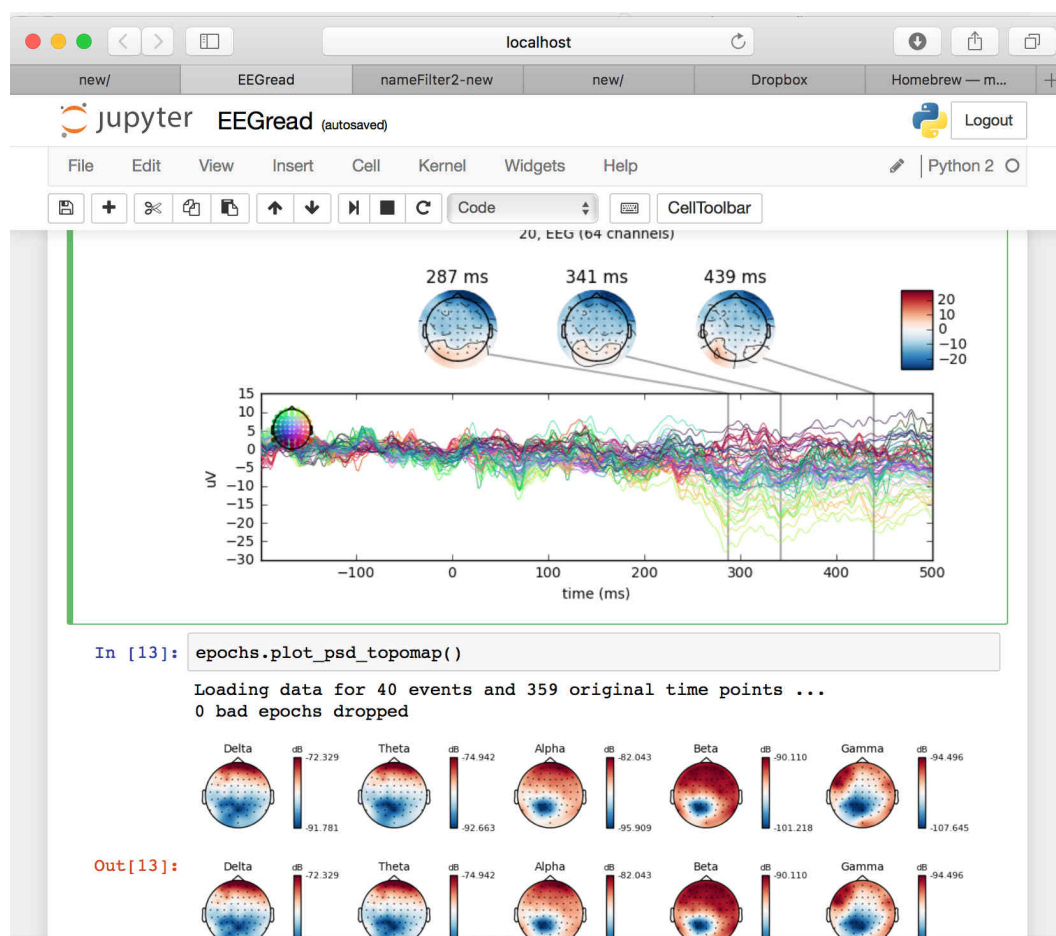 localhost
new/ EEGread nameFilter2-new new/ Dropbox Homebrew — m...
jupyter EEGread (autosaved) Logout
File Edit View Insert Cell Kernel Widgets Help Python 2
Code CellToolbar
20, EEG (64 channels)
287 ms 341 ms 439 ms
20
10
0
−10
−20
15
10
5
0
−5
−10
−15
−20
−25
−30
uV
−100 0 100 200 300 400 500
time (ms)
In [13]: epochs.plot_psd_topomap()
Loading data for 40 events and 359 original time points ...
0 bad epochs dropped
Delta dB Theta dB Alpha dB Beta dB Gamma dB
-72.329 -74.942 -82.043 -90.110 -94.496
-91.781 -92.663 -95.909 -101.218 -107.645
Out[13]: Delta dB Theta dB Alpha dB Beta dB Gamma dB
-72.329 -74.942 -82.043 -90.110 -94.496